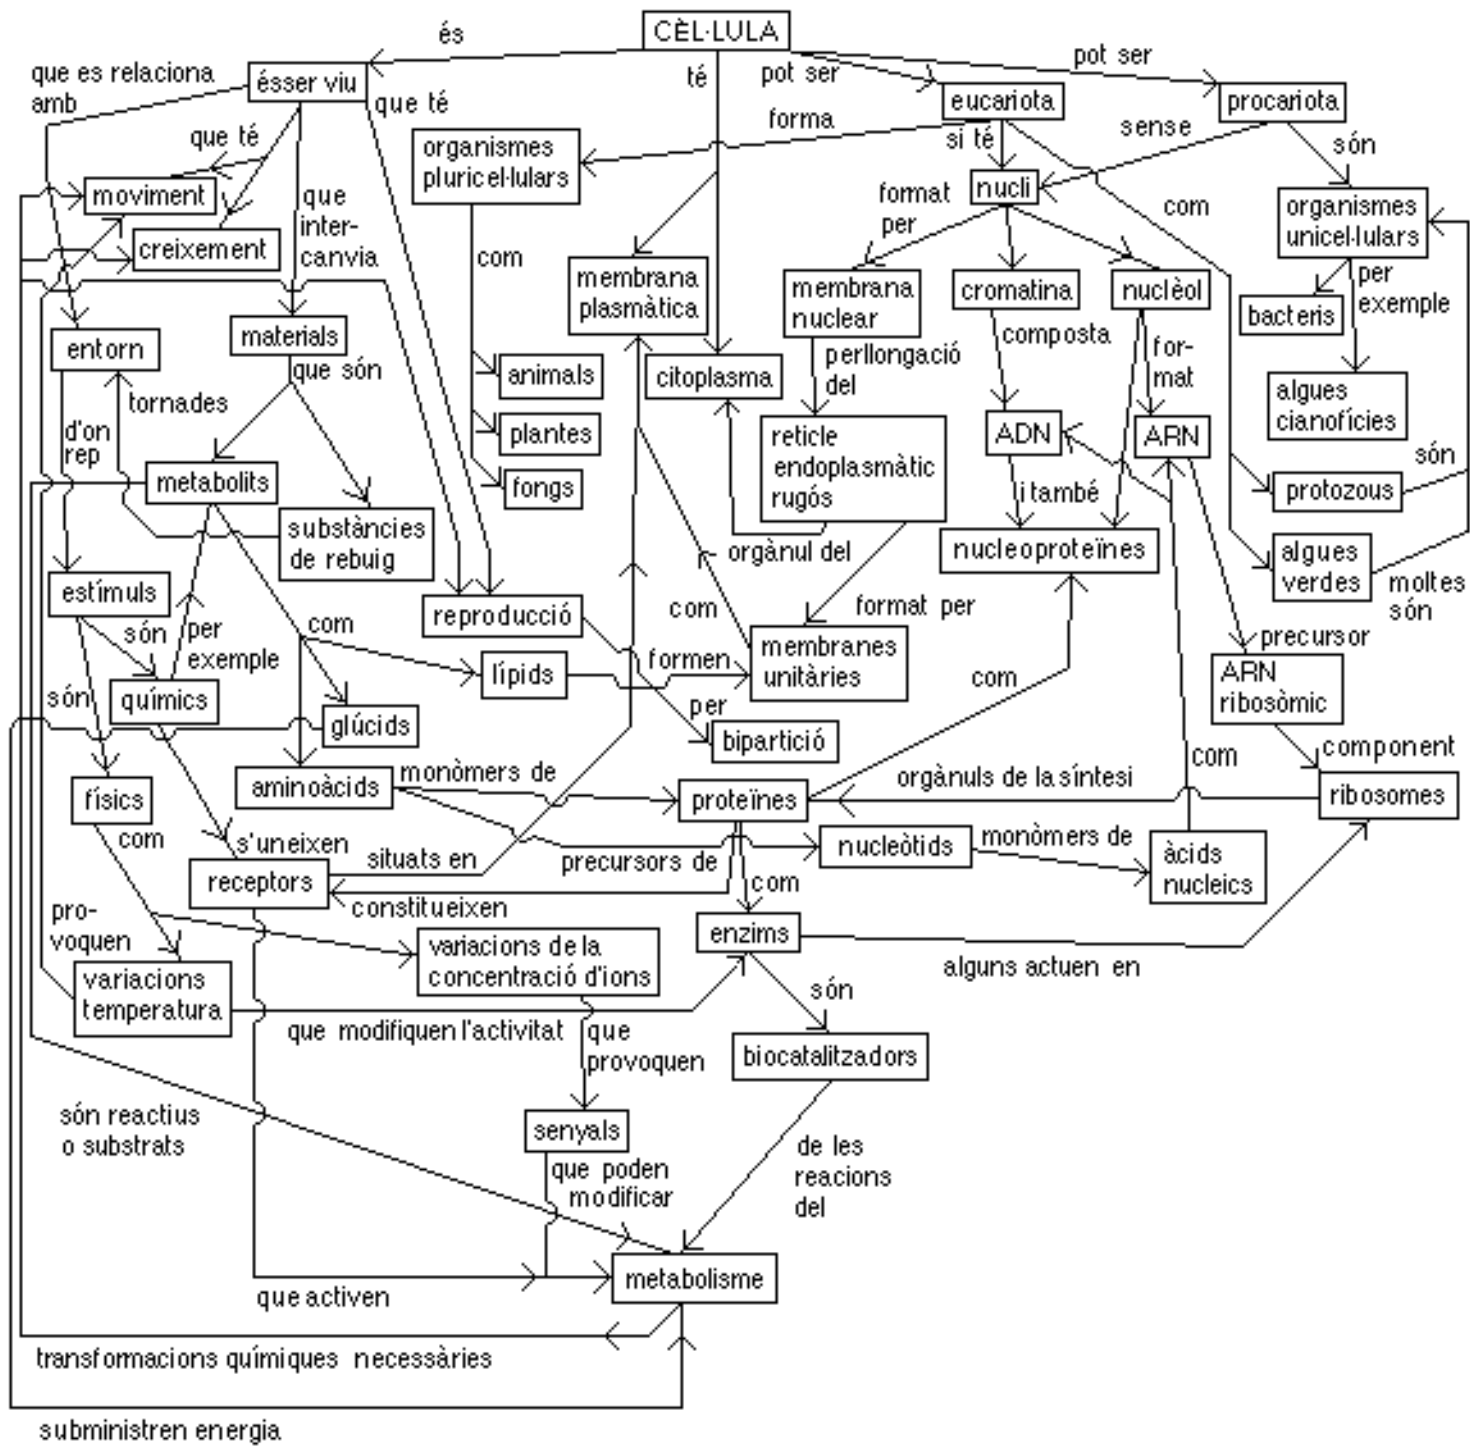 CÈL·LULA
és
té
pot ser
pot ser
que es relaciona
amb
ésser viu
que té
que té
eucariota
procariota
forma
si té
sense
són
organismes
pluricel·lulars
moviment
creixement
que
inter-
canvia
com
nucli
format
per
com
organismes
unicel·lulars
membrana
plasmàtica
membrana
nuclear
cromatina
nuclèol
per
exemple
bacteris
entorn
materials
que són
animals
citoplasma
perllongació
del
composta
for-
mat
algues
cianofícies
tornades
d'on
rep
plantes
reticle
endoplasmàtic
rugós
ADN
ARN
metabolits
fongs
i també
protozous
són
substàncies
de rebuig
orgànul del
nucleoproteïnes
algues
verdes
moltes
són
estímuls
reproducció
com
format per
són
per
exemple
com
precursor
membranes
unitàries
lípids
formen
com
ARN
ribosòmic
són
químics
glúcids
per
bipartició
com
component
físics
aminoàcids
monòmers de
proteïnes
orgànuls de la síntesi
ribosomes
com
s'uneixen
situats en
precursors de
nucleòtids
monòmers de
àcids
nucleics
receptors
constitueixen
com
pro-
voquen
enzims
variacions de la
concentració d'ions
alguns actuen en
variacions
temperatura
que modifiquen l'activitat
que
provoquen
són
biocatalitzadors
són reactius
o substrats
senyals
que poden
modificar
de les
reacions
del
metabolisme
que activen
transformacions químiques necessàries
subministren energia